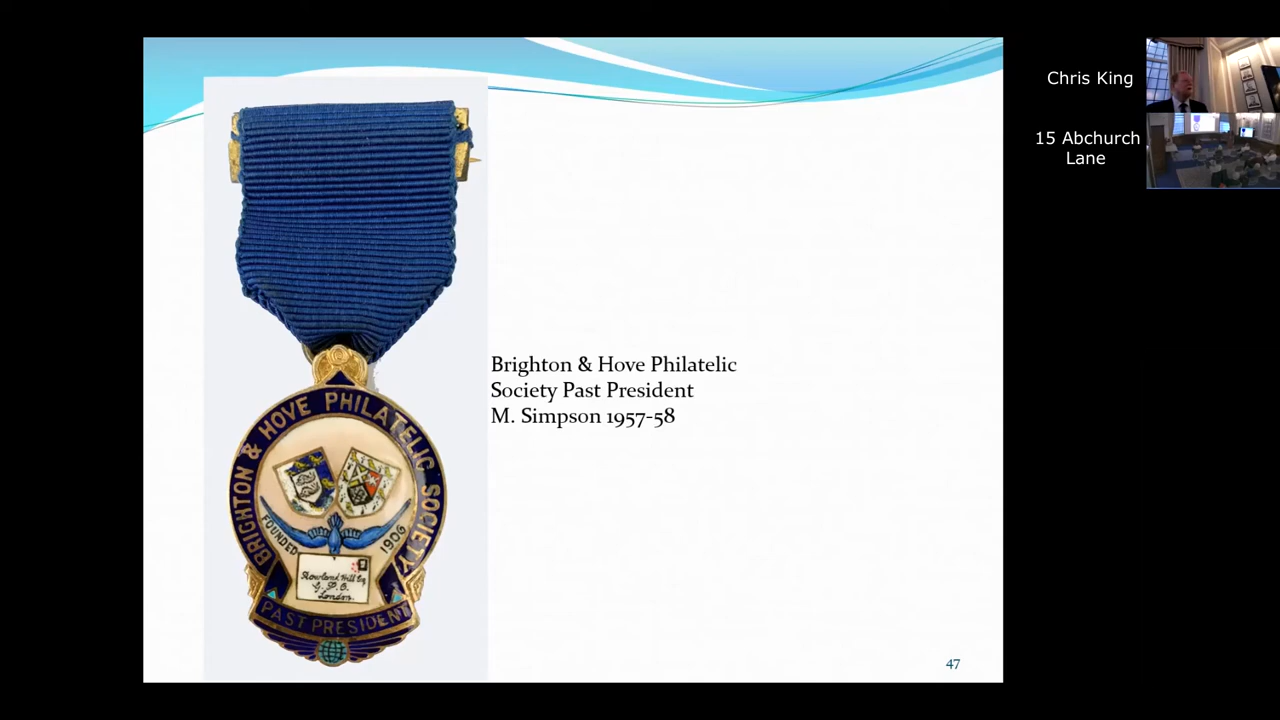 BRIGHTON & HOVE PHILATELIC SOCIETY
FOUNDED 1906
Rowland Hill Esq
G. P. O.
London.
PAST PRESIDENT
Brighton & Hove Philatelic
Society Past President
M. Simpson 1957-58
47
Chris King
15 Abchurch
Lane